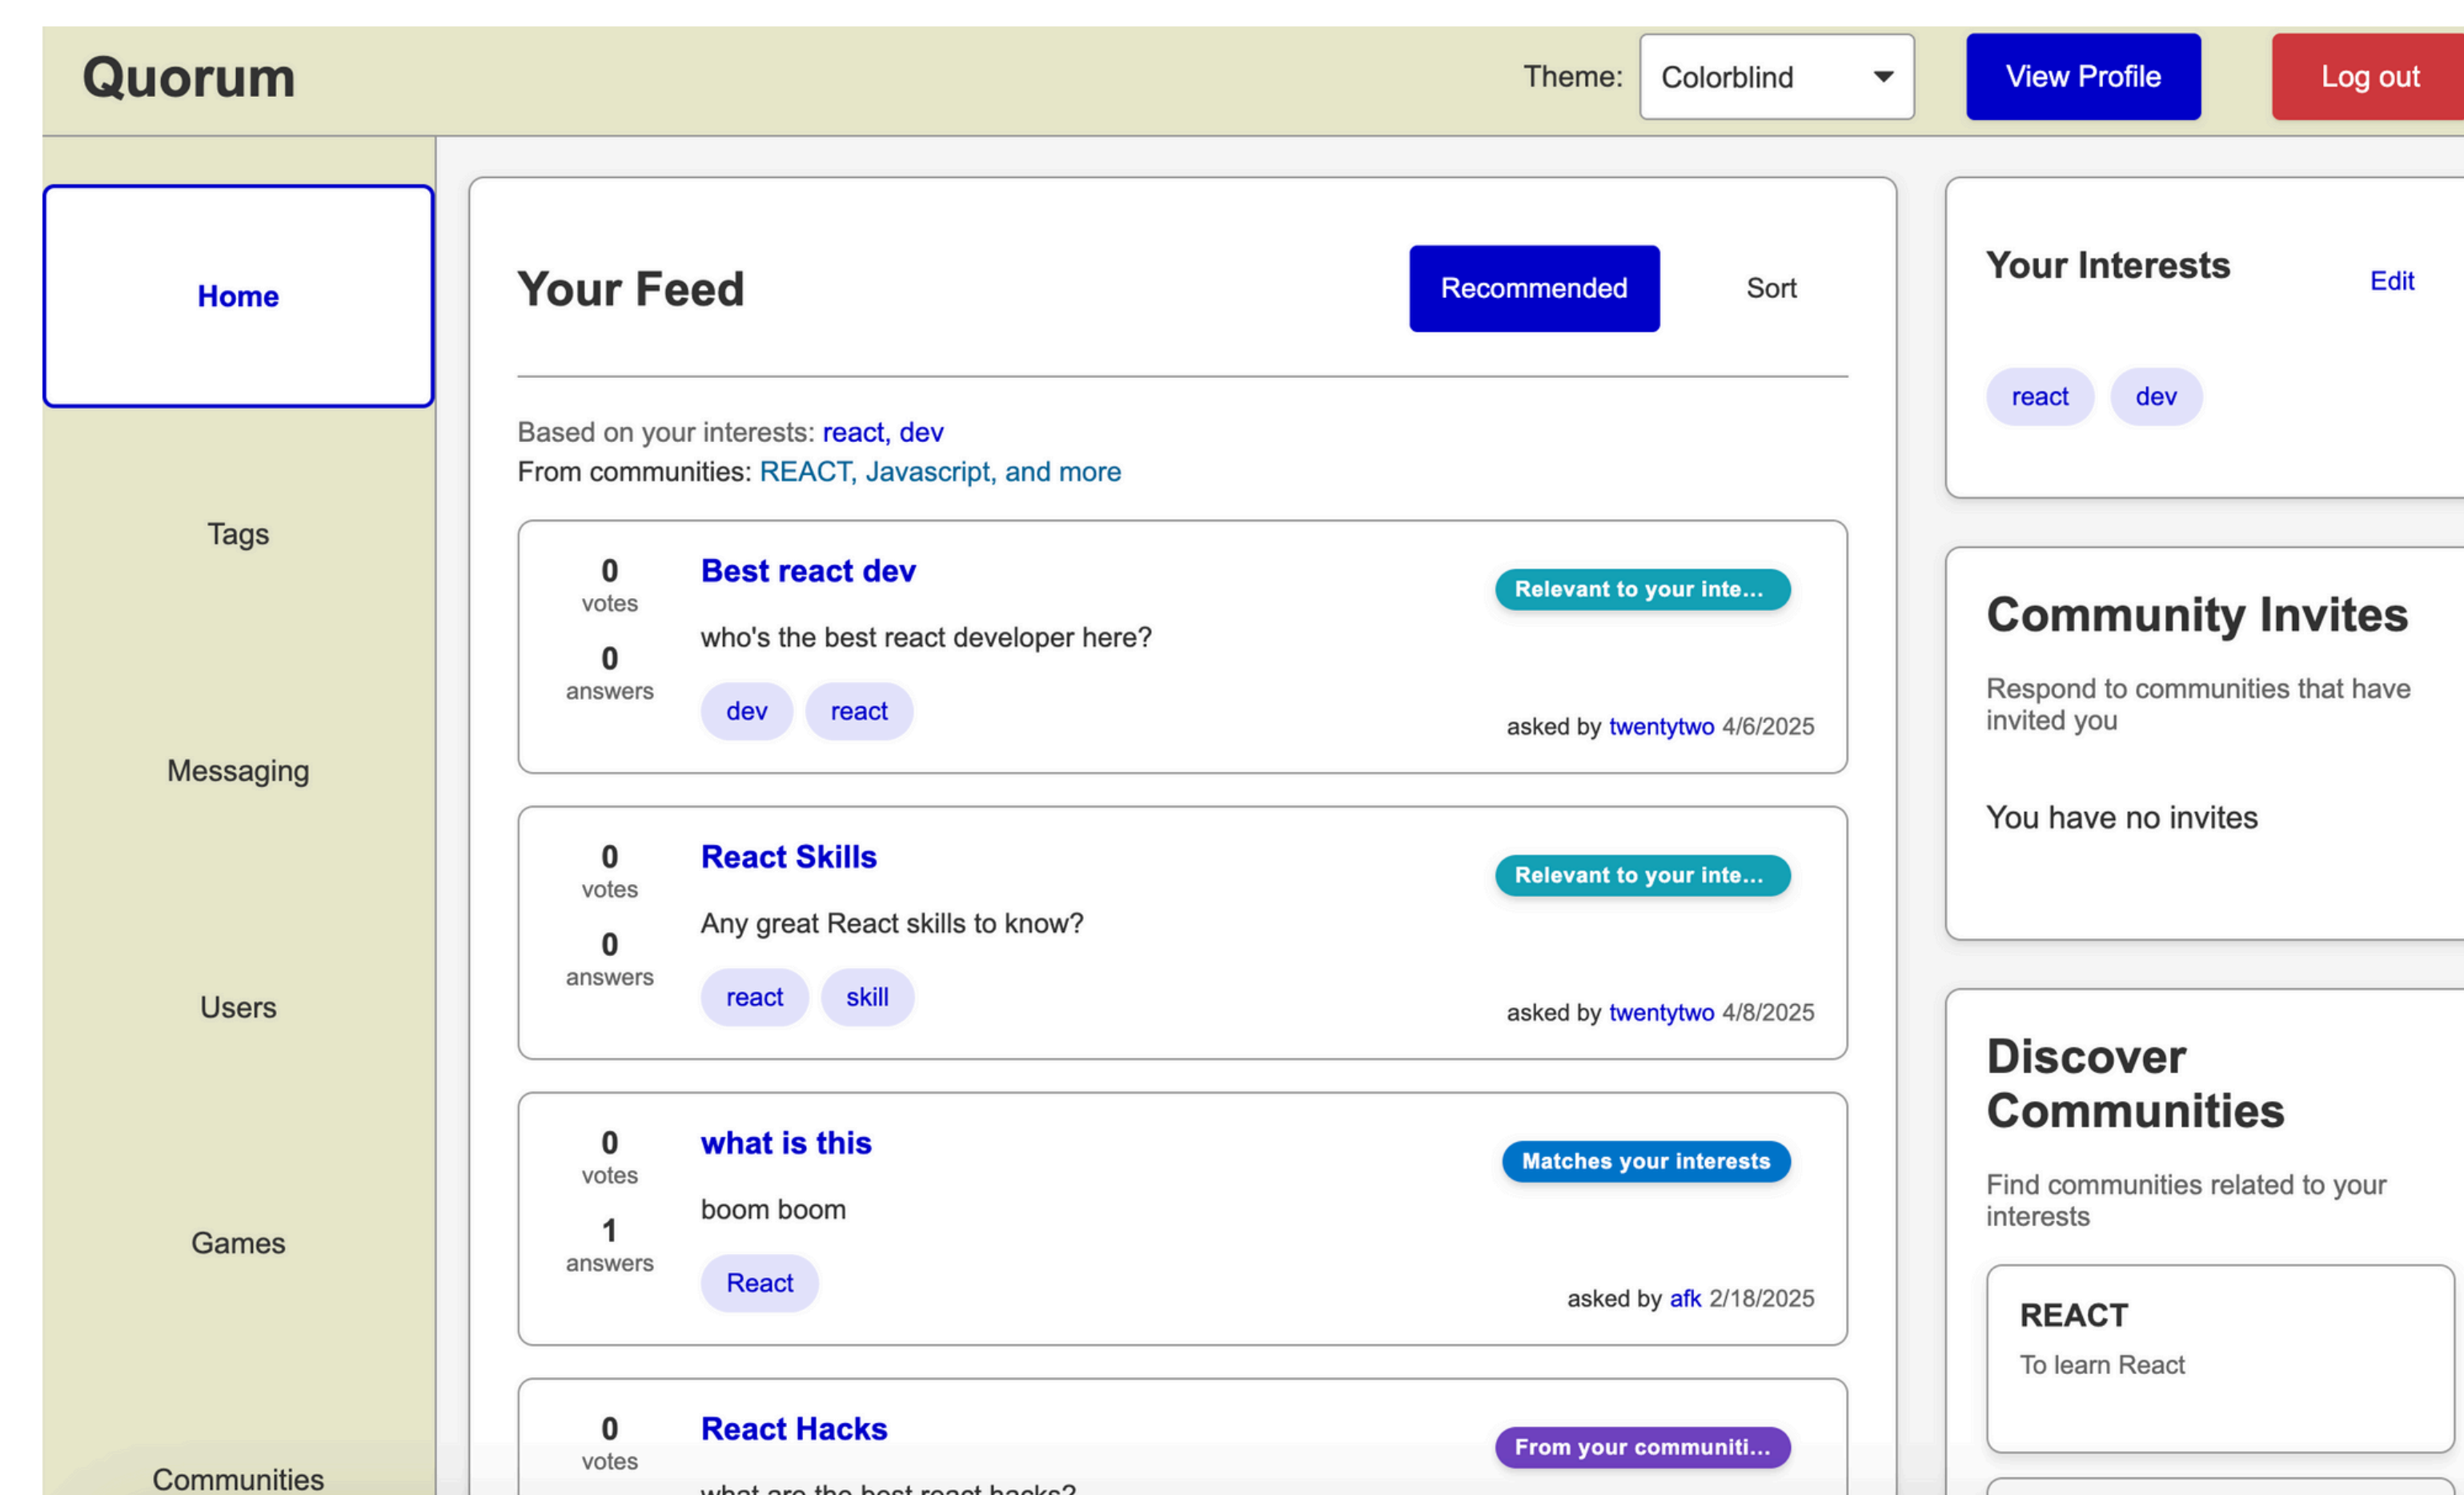 Quorum
Theme: Colorblind
View Profile
Log out
Home
Tags
Messaging
Users
Games
Communities
Your Feed
Recommended
Sort
Based on your interests: react, dev
From communities: REACT, Javascript, and more
0
votes
0
answers
Best react dev
who's the best react developer here?
dev react
Relevant to your inte...
asked by twentytwo 4/6/2025
0
votes
0
answers
React Skills
Any great React skills to know?
react skill
Relevant to your inte...
asked by twentytwo 4/8/2025
0
votes
1
answers
what is this
boom boom
React
Matches your interests
asked by afk 2/18/2025
0
votes
React Hacks
what are the best react hacks?
From your communiti...
Your Interests
Edit
react dev
Community Invites
Respond to communities that have
invited you
You have no invites
Discover
Communities
Find communities related to your
interests
REACT
To learn React